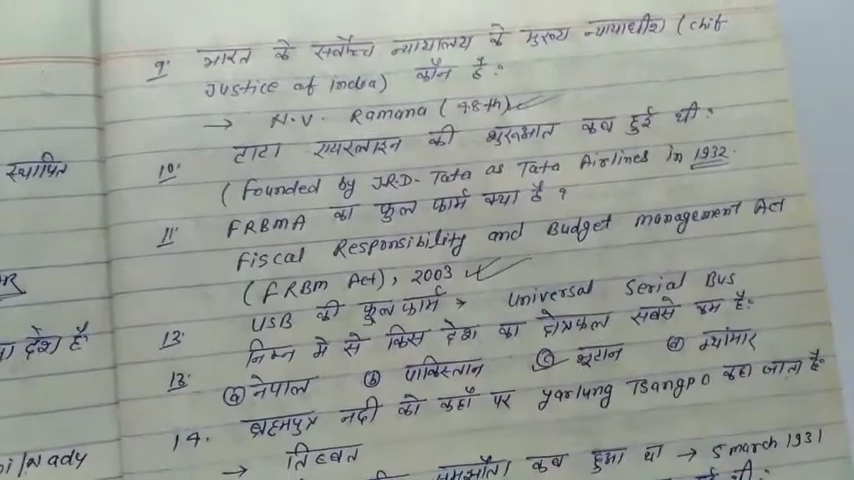 9. भारत के सर्वोच्च न्यायालय के मुख्य न्यायाधीश (chif
Justice of india) कौन है:
→ N.V. Ramana (48th)
स्थापित
10. टाटा एयरलाइन की शुरूआत कब हुई थी:
(founded by J.R.D. Tata as Tata Airlines in 1932.
11. FRBMA का फुल फार्म क्या है?
Fiscal Responsibility and Budget management Act
(FRBM Act), 2003
13. USB की फुल फार्म → Universal Serial Bus
देश है
13. निम्न में से किस देश का क्षेत्रफल सबसे कम है:
(a) नेपाल (b) पाकिस्तान (c) भूटान (d) म्यांमार
14. ब्रह्मपुत्र नदी को कहाँ पर Yarlung Tsangpo कहा जाता है:
→ तिब्बत
समझौता कब हुआ था → 5 march 1931